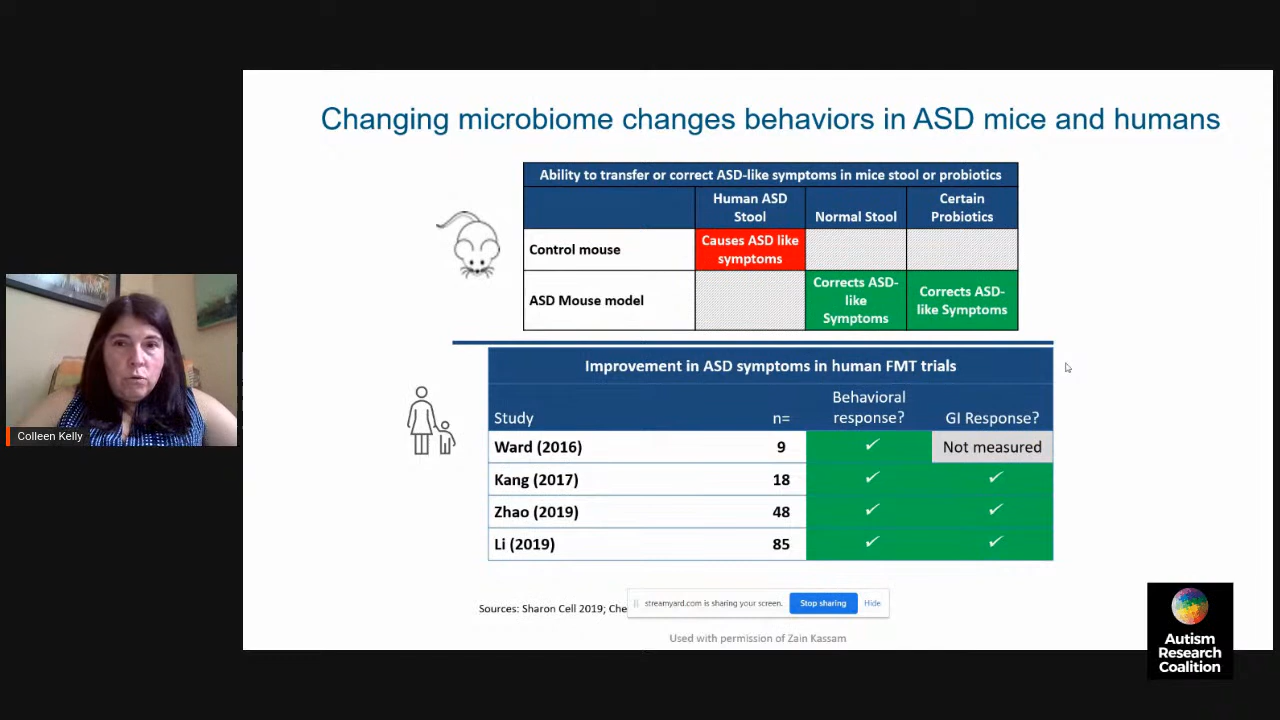 Changing microbiome changes behaviors in ASD mice and humans
Ability to transfer or correct ASD-like symptoms in mice stool or probiotics
Human ASD
Stool
Normal Stool
Certain
Probiotics
Control mouse
Causes ASD like
symptoms
ASD Mouse model
Corrects ASD-
like
Symptoms
Corrects ASD-
like Symptoms
Improvement in ASD symptoms in human FMT trials
Study
n=
Behavioral
response?
GI Response?
Ward (2016)
9
✓
Not measured
Kang (2017)
18
✓
✓
Zhao (2019)
48
✓
✓
Li (2019)
85
✓
✓
Colleen Kelly
Sources: Sharon Cell 2019; Che
streamyard.com is sharing your screen.
Stop sharing
Hide
Used with permission of Zain Kassam
Autism
Research
Coalition